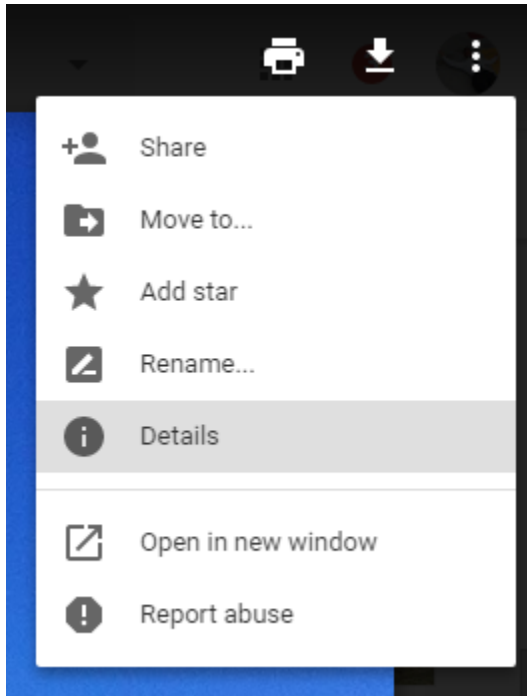 Share
Move to...
Add star
Rename...
Details
Open in new window
Report abuse